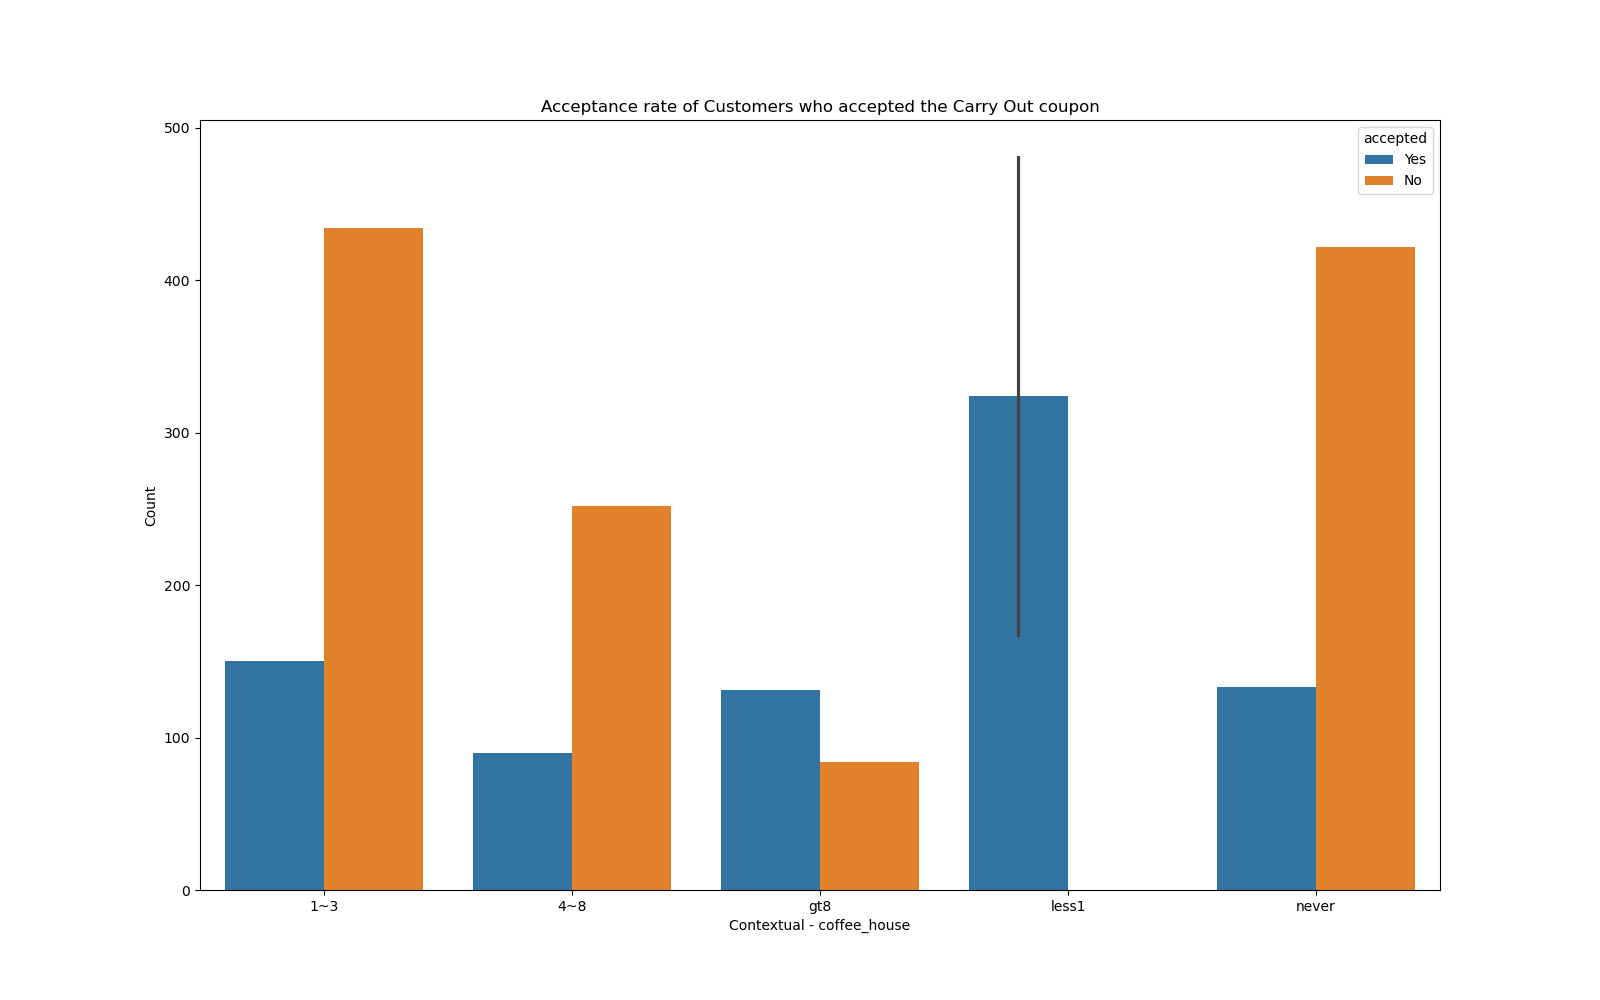 Acceptance rate of Customers who accepted the Carry Out coupon
500
400
300
200
100
0
Count
accepted
Yes
No
1~3
4~8
gt8
less1
never
Contextual - coffee_house